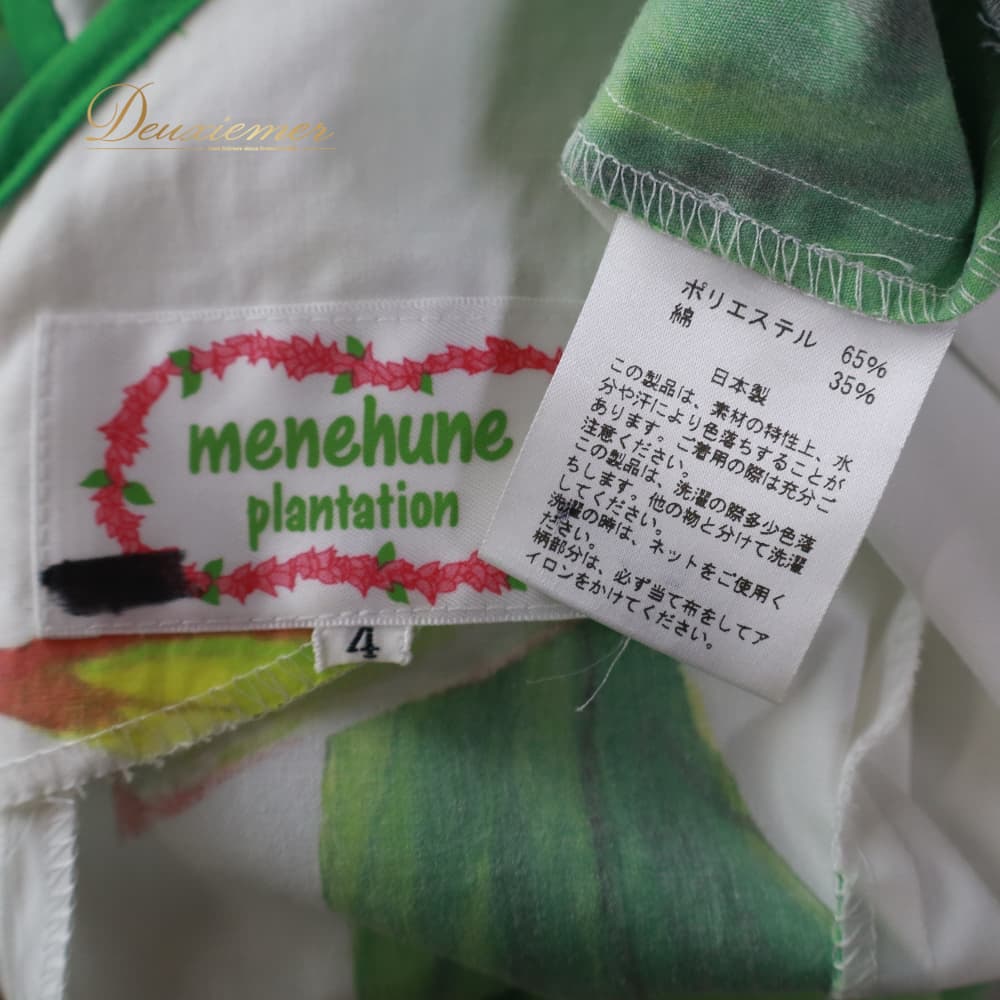 Deuxiemer
menehune
plantation
4
ポリエステル 65%
綿 35%
日本製
この製品は、素材の特性上、水
分や汗により色落ちすることが
あります。ご着用の際は充分ご
注意ください。
この製品は、洗濯の際多少色落
ちします。他の物と分けて洗濯
してください。
洗濯の時は、ネットをご使用く
ださい。
柄部分は、必ず当て布をしてア
イロンをかけてください。